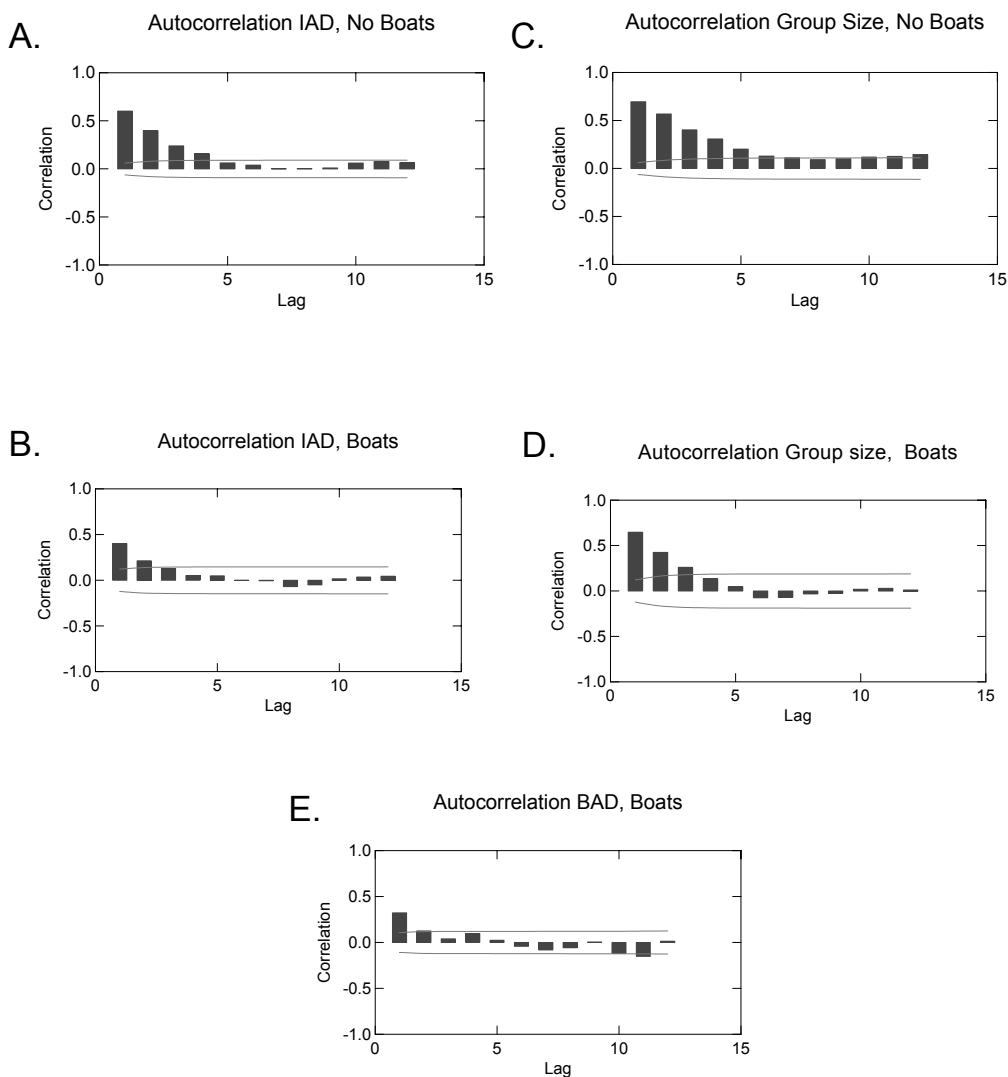 A.
Autocorrelation IAD, No Boats
1.0
0.5
0.0
-0.5
-1.0
Correlation
0 5 10 15
Lag
C.
Autocorrelation Group Size, No Boats
1.0
0.5
0.0
-0.5
-1.0
Correlation
0 5 10 15
Lag
B.
Autocorrelation IAD, Boats
1.0
0.5
0.0
-0.5
-1.0
Correlation
0 5 10 15
Lag
D.
Autocorrelation Group size, Boats
1.0
0.5
0.0
-0.5
-1.0
Correlation
0 5 10 15
Lag
E.
Autocorrelation BAD, Boats
1.0
0.5
0.0
-0.5
-1.0
Correlation
0 5 10 15
Lag